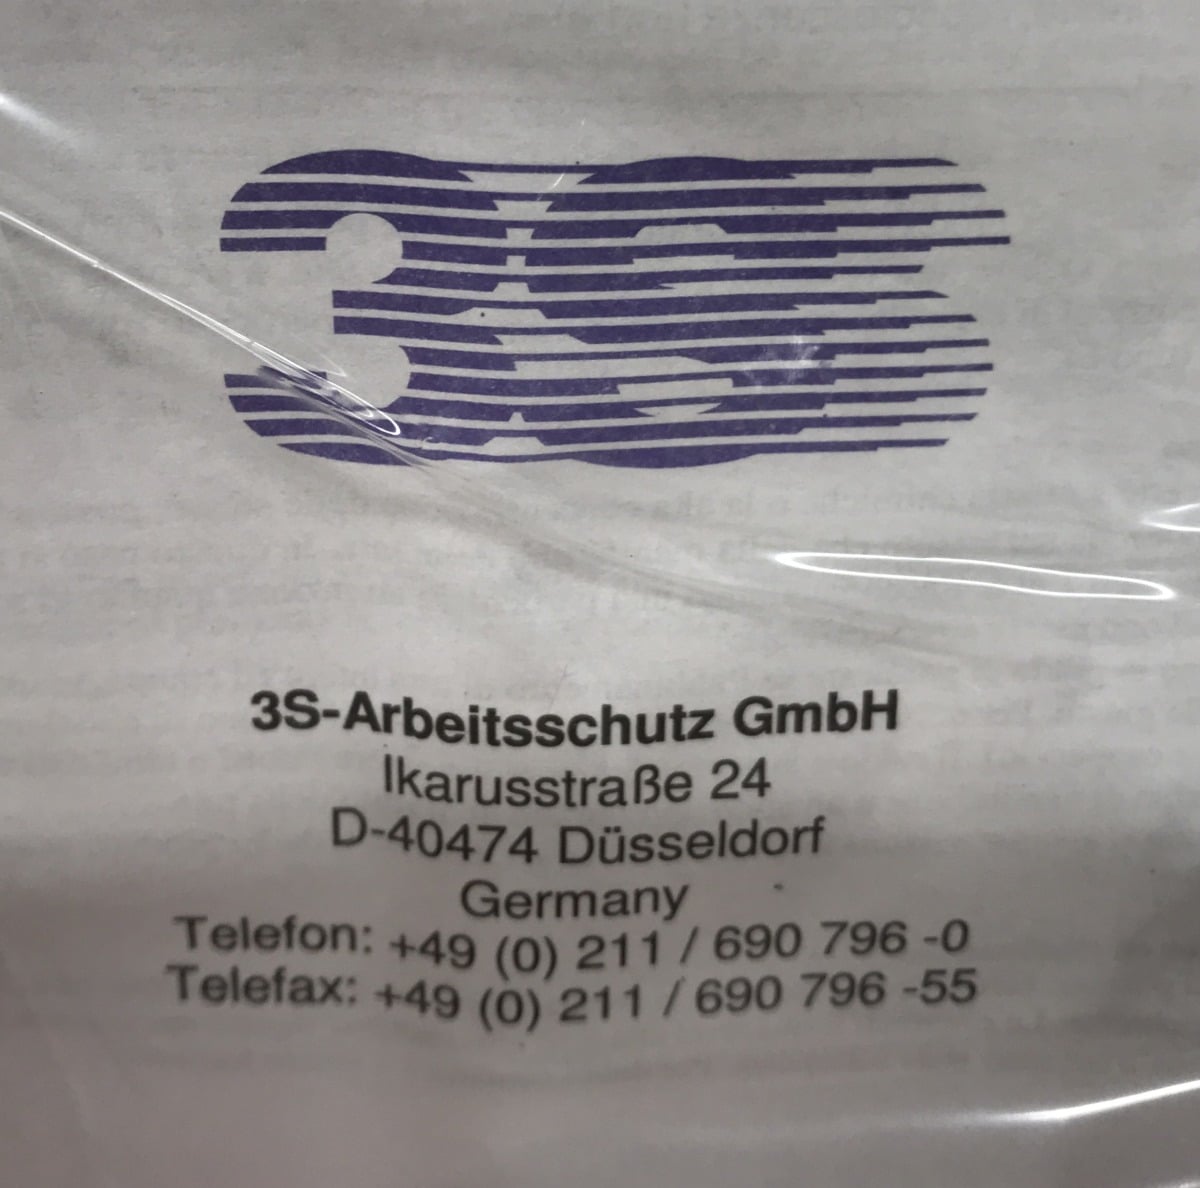 3S
3S-Arbeitsschutz GmbH
Ikarusstraße 24
D-40474 Düsseldorf
Germany
Telefon: +49 (0) 211 / 690 796 -0
Telefax: +49 (0) 211 / 690 796 -55